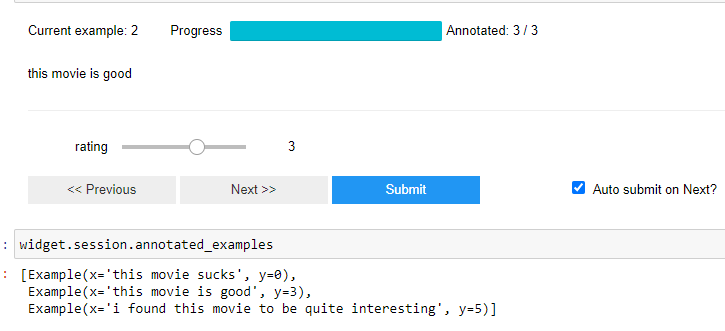 Current example: 2 Progress Annotated: 3 / 3
this movie is good
rating 3
<< Previous Next >> Submit Auto submit on Next?
: widget.session.annotated_examples
: [Example(x='this movie sucks', y=0),
Example(x='this movie is good', y=3),
Example(x='i found this movie to be quite interesting', y=5)]